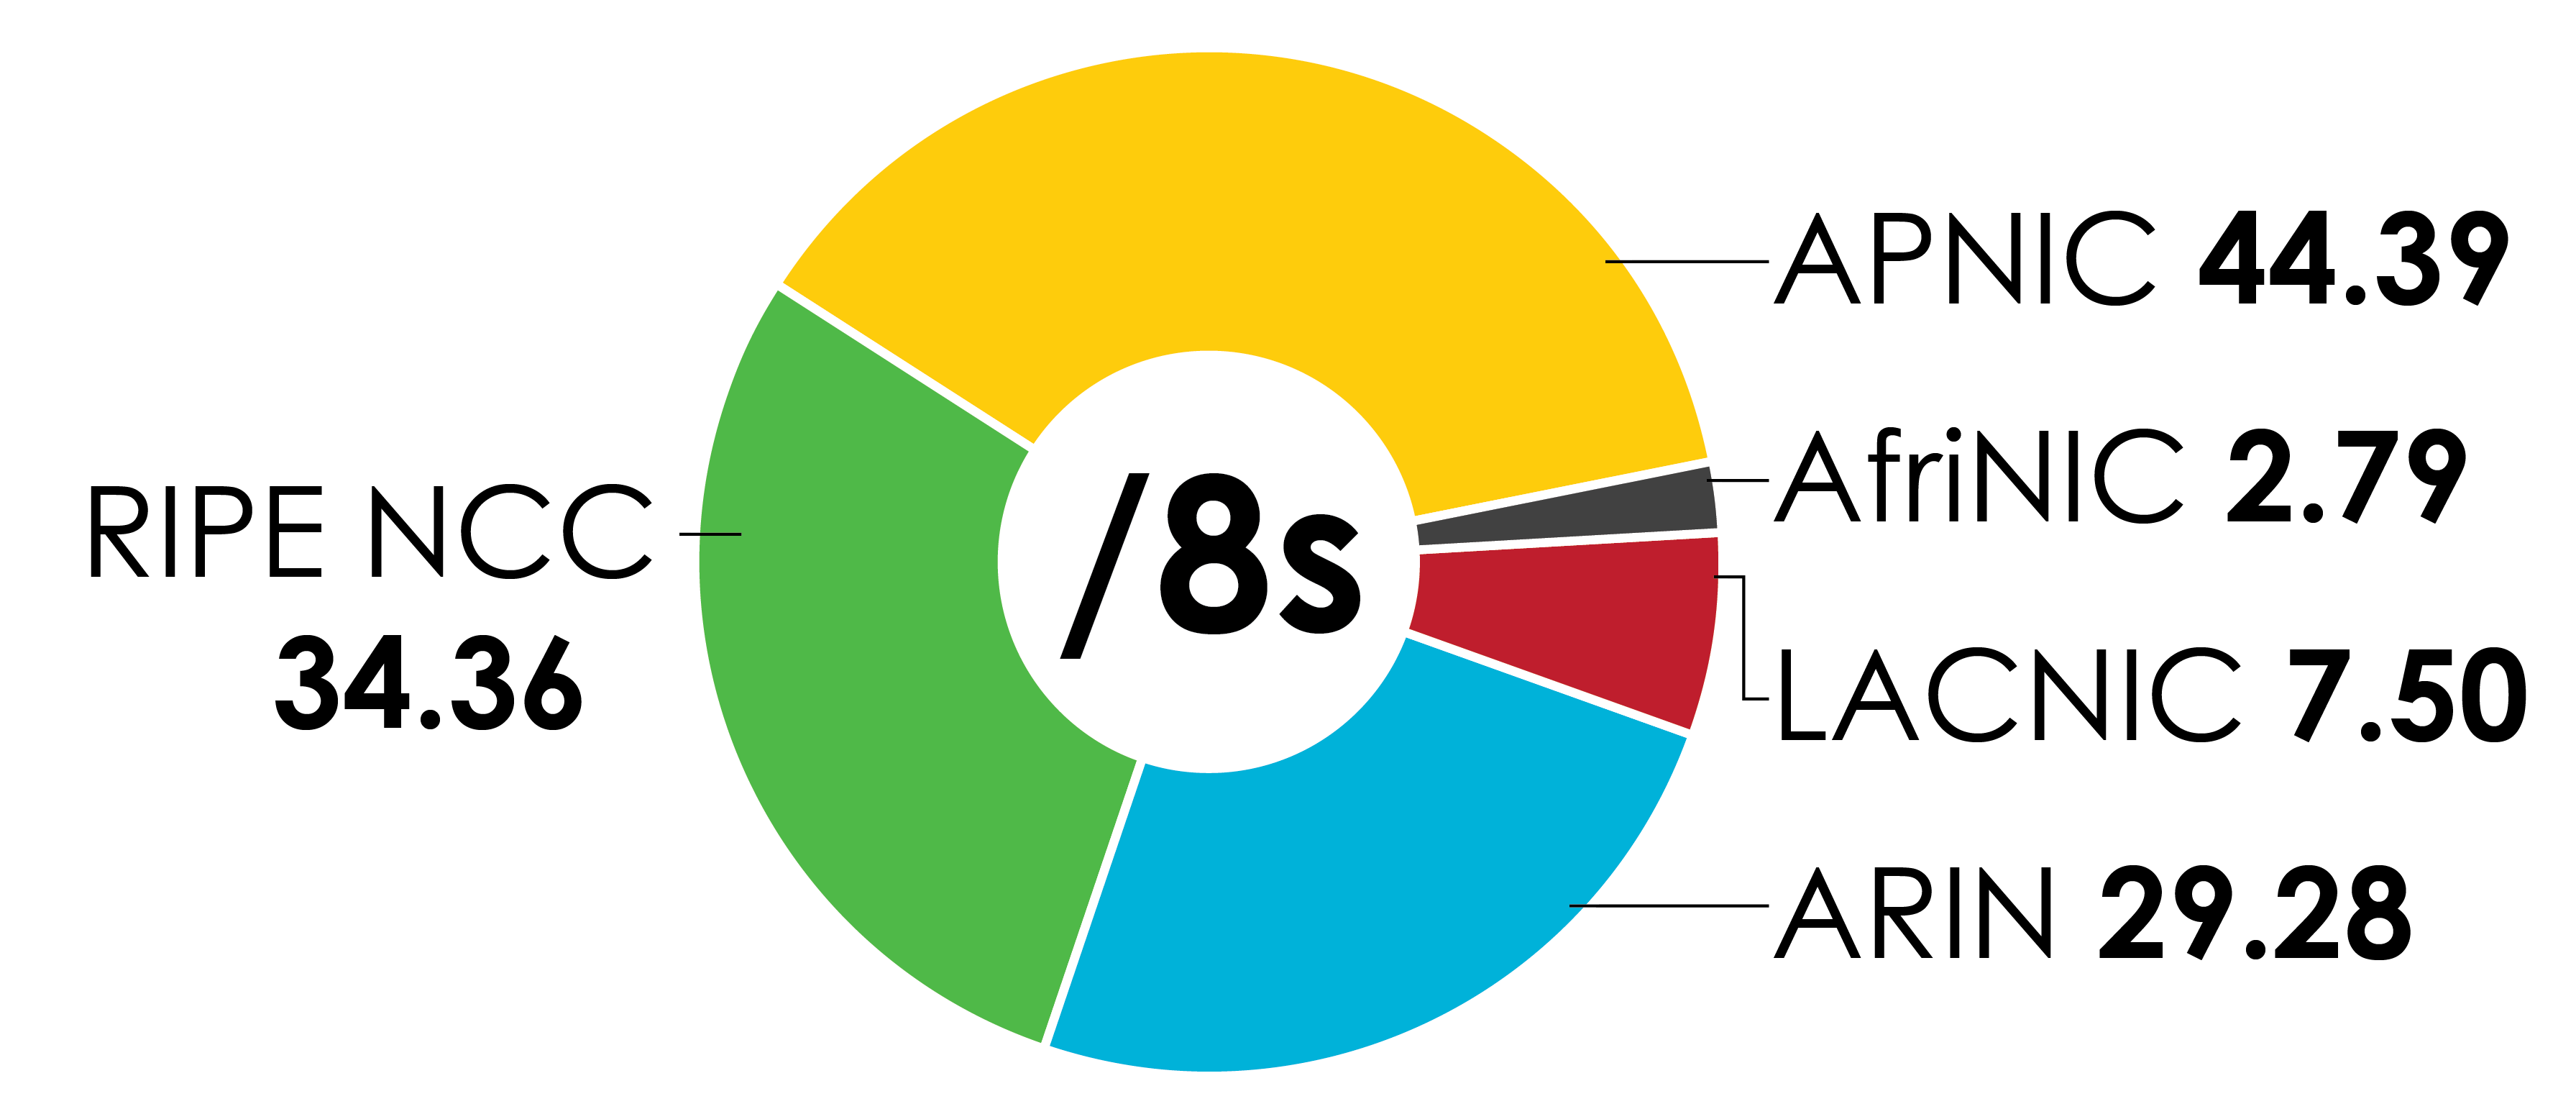 APNIC 44.39
AfriNIC 2.79
RIPE NCC
34.36
/8s
LACNIC 7.50
ARIN 29.28